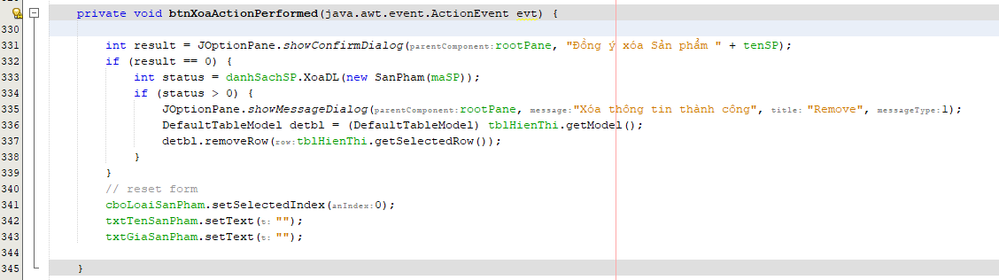 private void btnXoaActionPerformed(java.awt.event.ActionEvent evt) {
330
331 int result = JOptionPane.showConfirmDialog(parentComponent: rootPane, "Đồng ý xóa Sản phẩm " + tenSP);
332 if (result == 0) {
333 int status = danhSachSP.XoaDL(new SanPham(maSP));
334 if (status > 0) {
335 JOptionPane.showMessageDialog(parentComponent: rootPane, message: "Xóa thông tin thành công", title: "Remove", messageType: 1);
336 DefaultTableModel detbl = (DefaultTableModel) tblHienThi.getModel();
337 detbl.removeRow(row: tblHienThi.getSelectedRow());
338 }
339 }
340 // reset form
341 cboLoaiSanPham.setSelectedIndex(anIndex: 0);
342 txtTenSanPham.setText(t: "");
343 txtGiaSanPham.setText(t: "");
344
345 }